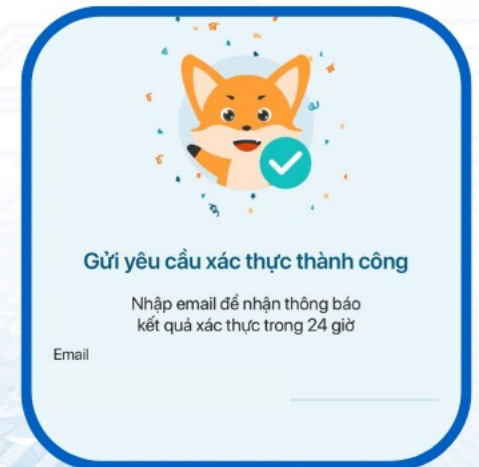 Gửi yêu cầu xác thực thành công
Nhập email để nhận thông báo
kết quả xác thực trong 24 giờ
Email